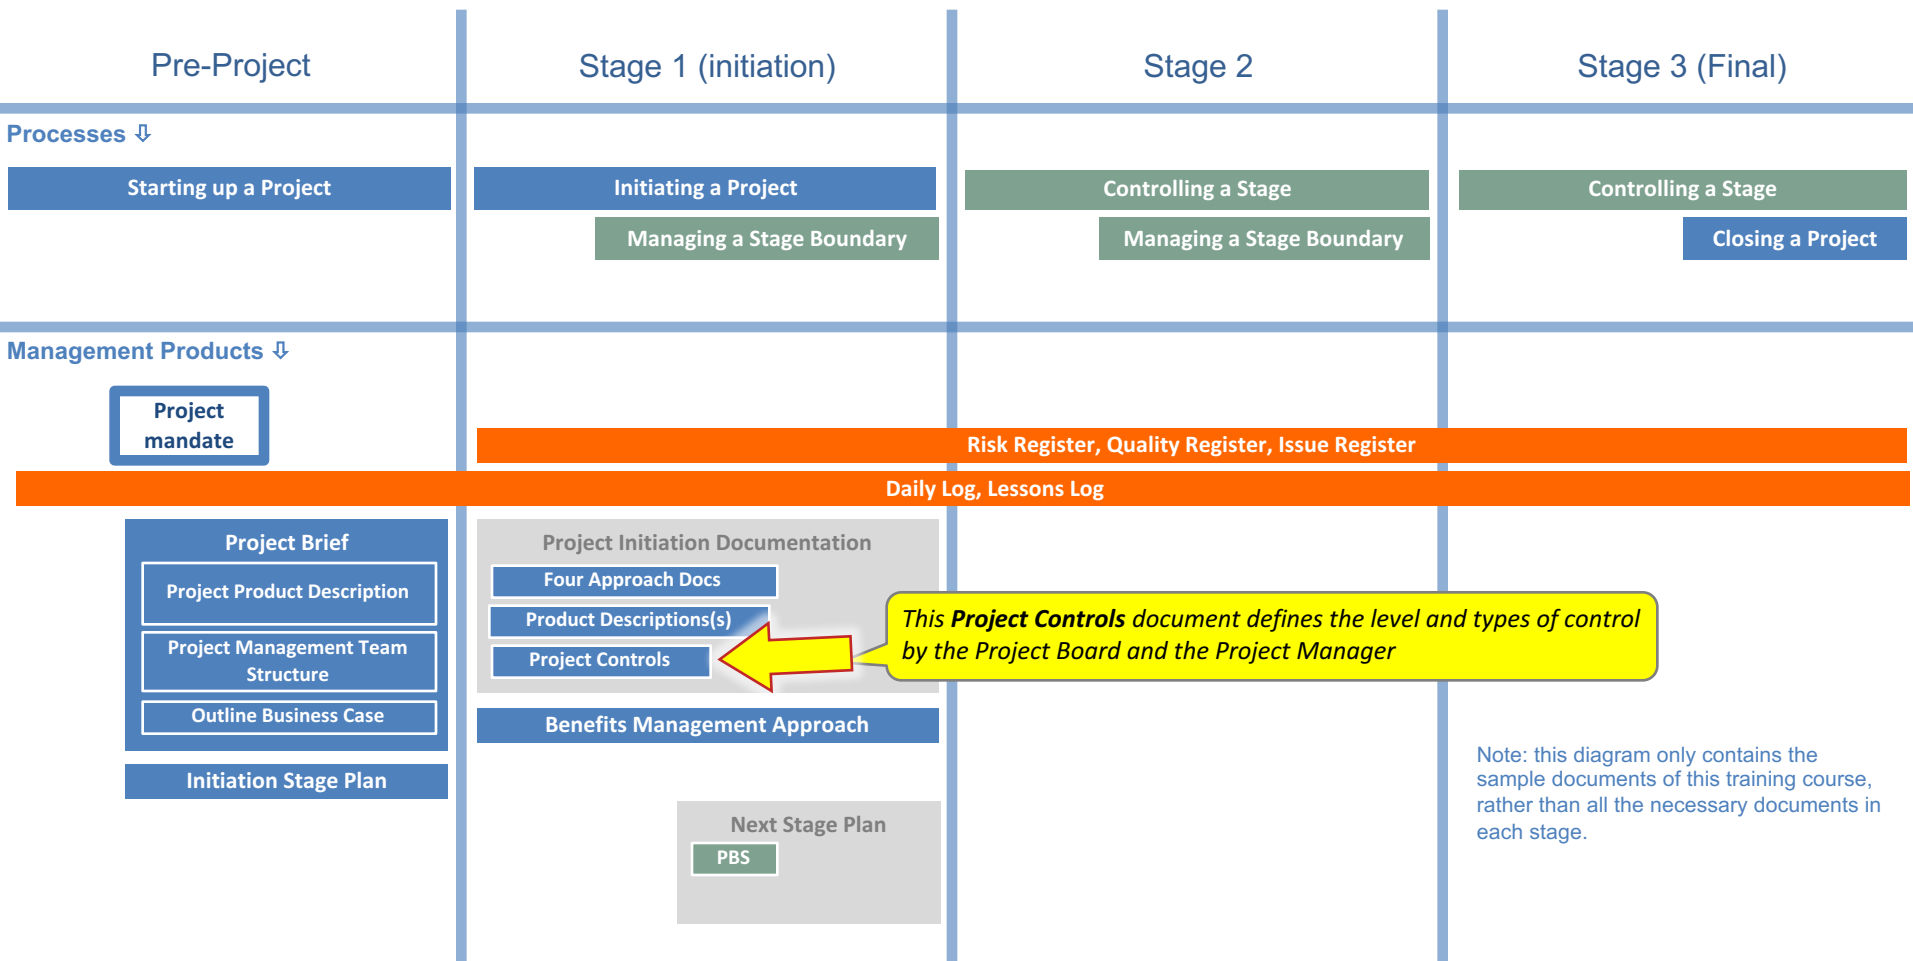 Pre-Project
Stage 1 (initiation)
Stage 2
Stage 3 (Final)
Processes ⇩
Starting up a Project
Initiating a Project
Controlling a Stage
Controlling a Stage
Managing a Stage Boundary
Managing a Stage Boundary
Closing a Project
Management Products ⇩
Project
mandate
Risk Register, Quality Register, Issue Register
Daily Log, Lessons Log
Project Brief
Project Product Description
Project Management Team
Structure
Outline Business Case
Initiation Stage Plan
Project Initiation Documentation
Four Approach Docs
Product Descriptions(s)
Project Controls
This Project Controls document defines the level and types of control
by the Project Board and the Project Manager
Benefits Management Approach
Next Stage Plan
PBS
Note: this diagram only contains the
sample documents of this training course,
rather than all the necessary documents in
each stage.